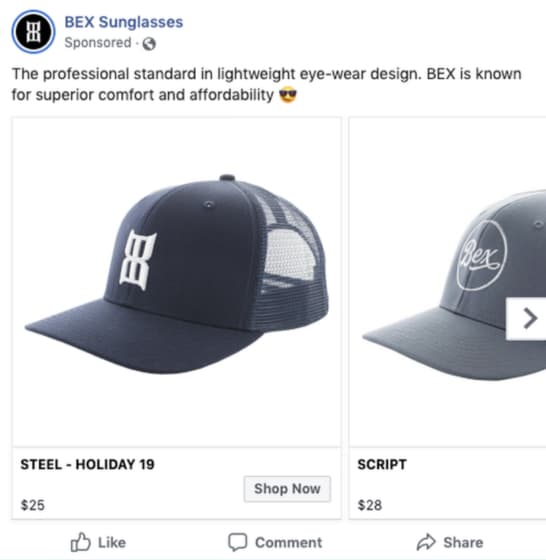 BEX Sunglasses
Sponsored ·
The professional standard in lightweight eye-wear design. BEX is known
for superior comfort and affordability 😎
Bex
STEEL - HOLIDAY 19
Shop Now
$25
SCRIPT
$28
Like
Comment
Share